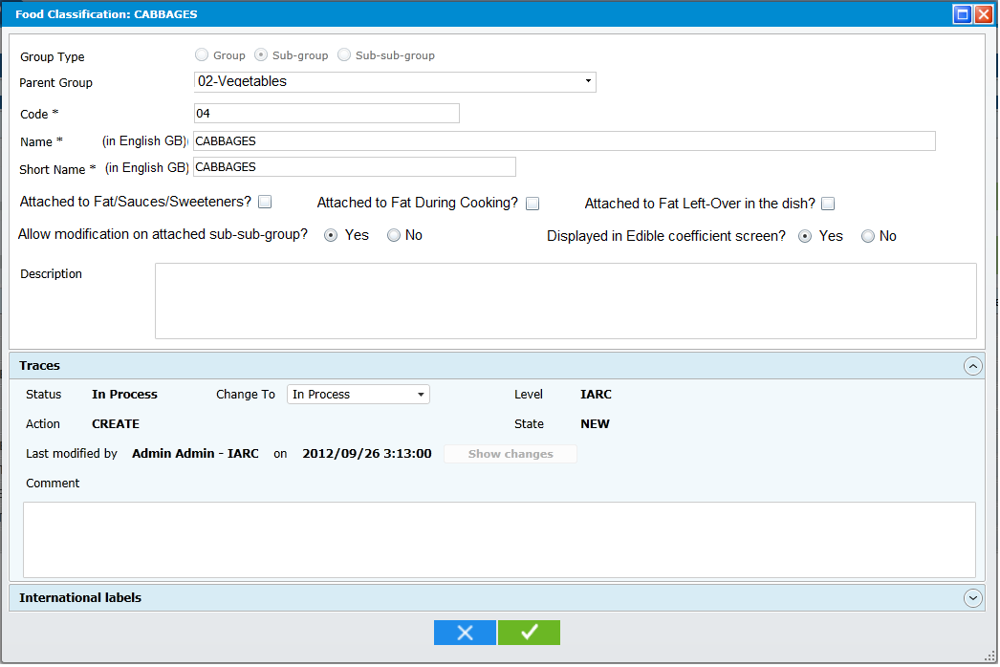 Food Classification: CABBAGES
Group Type Group Sub-group Sub-sub-group
Parent Group 02-Vegetables
Code * 04
Name * (in English GB) CABBAGES
Short Name * (in English GB) CABBAGES
Attached to Fat/Sauces/Sweeteners? Attached to Fat During Cooking? Attached to Fat Left-Over in the dish?
Allow modification on attached sub-sub-group? Yes No Displayed in Edible coefficient screen? Yes No
Description
Traces
Status In Process Change To In Process Level IARC
Action CREATE State NEW
Last modified by Admin Admin - IARC on 2012/09/26 3:13:00 Show changes
Comment
International labels